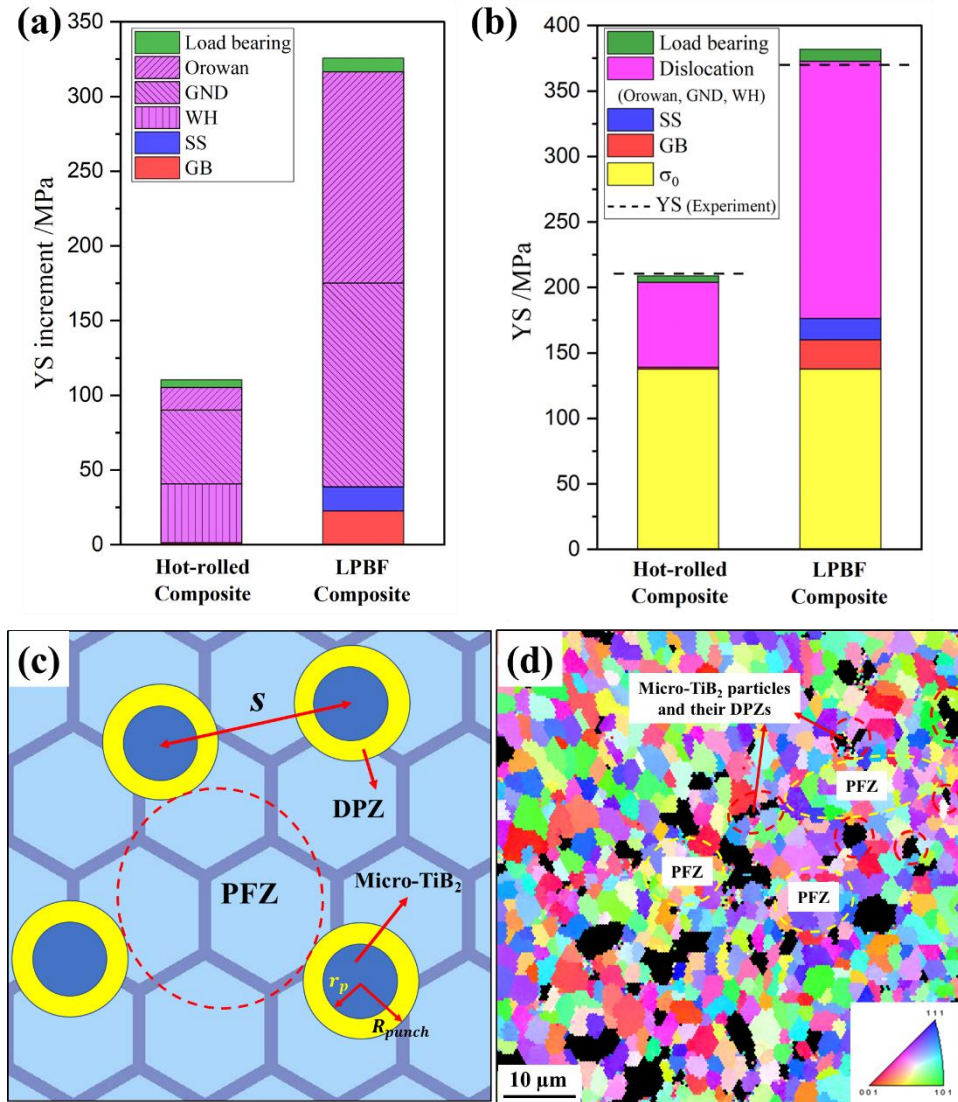 (a)
350
300
250
200
150
100
50
0
YS increment /MPa
Load bearing
Orowan
GND
WH
SS
GB
Hot-rolled
Composite
LPBF
Composite
(b)
400
350
300
250
200
150
100
50
0
YS /MPa
Load bearing
Dislocation
(Orowan, GND, WH)
SS
GB
σ₀
YS (Experiment)
Hot-rolled
Composite
LPBF
Composite
(c)
S
DPZ
PFZ
Micro-TiB₂
rₚ
R_punch
(d)
Micro-TiB₂ particles
and their DPZs
PFZ
PFZ
PFZ
10 μm
111
001
101